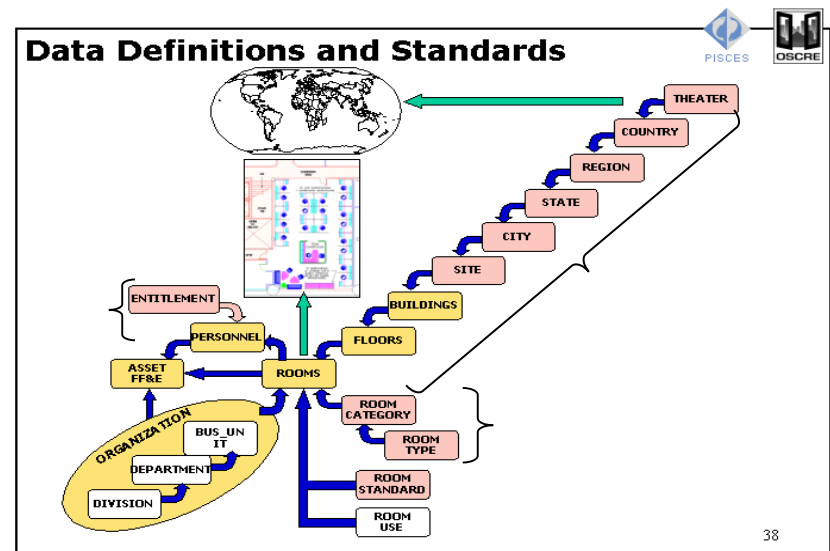 Data Definitions and Standards
PISCES
OSCRE
THEATER
COUNTRY
REGION
STATE
CITY
SITE
BUILDINGS
FLOORS
ENTITLEMENT
PERSONNEL
ASSET
FF&E
ROOMS
ROOM
CATEGORY
ROOM
TYPE
ROOM
STANDARD
ROOM
USE
ORGANIZATION
BUS_UN
IT
DEPARTMENT
DIVISION
38